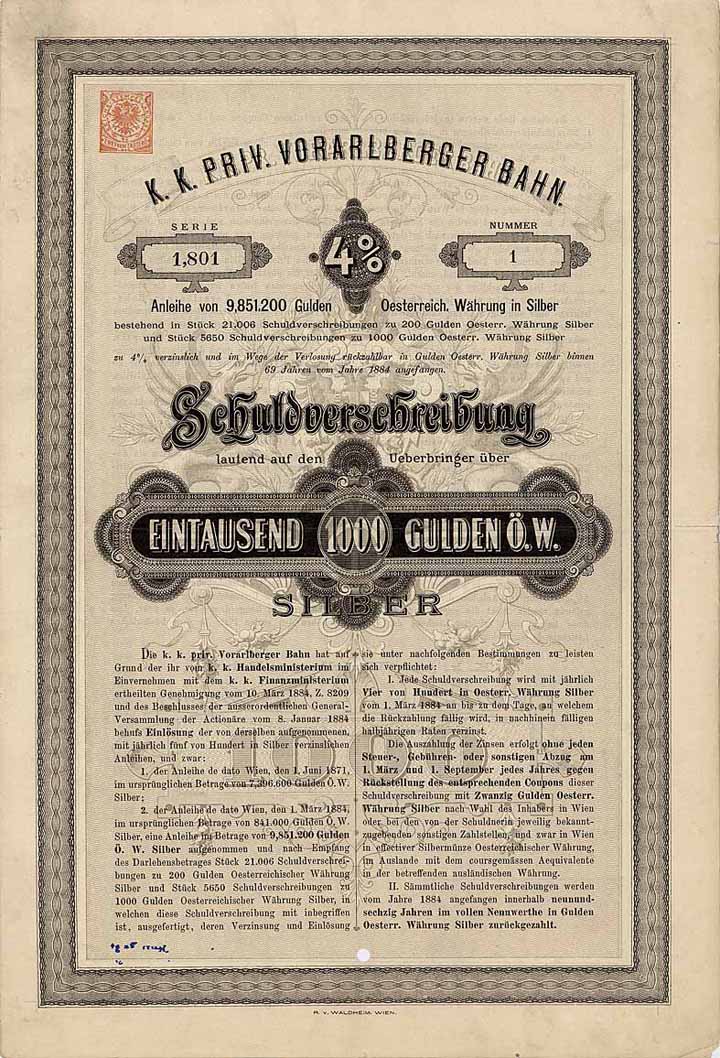 K. K. PRIV. VORARLBERGER BAHN.
SERIE
1,801
4%
NUMMER
1
Anleihe von 9,851.200 Gulden Oesterreich. Währung in Silber
bestehend in Stück 21.006 Schuldverschreibungen zu 200 Gulden Oesterr. Währung Silber
und Stück 5650 Schuldverschreibungen zu 1000 Gulden Oesterr. Währung Silber
zu 4% verzinslich und im Wege der Verlosung rückzahlbar in Gulden Oesterr. Währung Silber binnen
69 Jahren vom Jahre 1884 angefangen.
Schuldverschreibung
lautend auf den Ueberbringer über
EINTAUSEND 1000 GULDEN Ö. W.
SILBER
Die k. k. priv. Vorarlberger Bahn hat auf
Grund der ihr vom k. k. Handelsministerium im
Einvernehmen mit dem k. k. Finanzministerium
ertheilten Genehmigung vom 10. März 1884, Z. 8209
und des Beschlusses der ausserordentlichen General-
Versammlung der Actionäre vom 8. Januar 1884
behufs Einlösung der von derselben aufgenommenen,
mit jährlich fünf von Hundert in Silber verzinslichen
Anleihen, und zwar:
1. der Anleihe de dato Wien, den 1. Juni 1871,
im ursprünglichen Betrage von 7,396.600 Gulden Ö. W.
Silber;
2. der Anleihe de dato Wien, den 1. März 1884,
im ursprünglichen Betrage von 841.000 Gulden Ö. W.
Silber, eine Anleihe im Betrage von 9,851.200 Gulden
Ö. W. Silber aufgenommen und nach Empfang
des Darlehensbetrages Stück 21.006 Schuldverschrei-
bungen zu 200 Gulden Oesterreichischer Währung
Silber und Stück 5650 Schuldverschreibungen zu
1000 Gulden Oesterreichischer Währung Silber, in
welchen diese Schuldverschreibung mit inbegriffen
ist, ausgefertigt, deren Verzinsung und Einlösung
sie unter nachfolgenden Bestimmungen zu leisten
sich verpflichtet:
I. Jede Schuldverschreibung wird mit jährlich
Vier von Hundert in Oesterr. Währung Silber
vom 1. März 1884 an bis zu dem Tage, an welchem
die Rückzahlung fällig wird, in nachhinein fälligen
halbjährigen Raten verzinst.
Die Auszahlung der Zinsen erfolgt ohne jeden
Steuer-, Gebühren- oder sonstigen Abzug am
1. März und 1. September jedes Jahres gegen
Rückstellung des entsprechenden Coupons dieser
Schuldverschreibung mit Zwanzig Gulden Oesterr.
Währung Silber nach Wahl des Inhabers in Wien
oder bei den von der Schuldnerin jeweilig bekannt-
zugebenden sonstigen Zahlstellen, und zwar in Wien
in effectiver Silbermünze Oesterreichischer Währung,
im Auslande mit dem coursgemässen Aequivalente
in der betreffenden ausländischen Währung.
II. Sämmtliche Schuldverschreibungen werden
vom Jahre 1884 angefangen innerhalb neunund-
sechzig Jahren im vollen Nennwerthe in Gulden
Oesterr. Währung Silber zurückgezahlt.
R. v. WALDHEIM, WIEN.